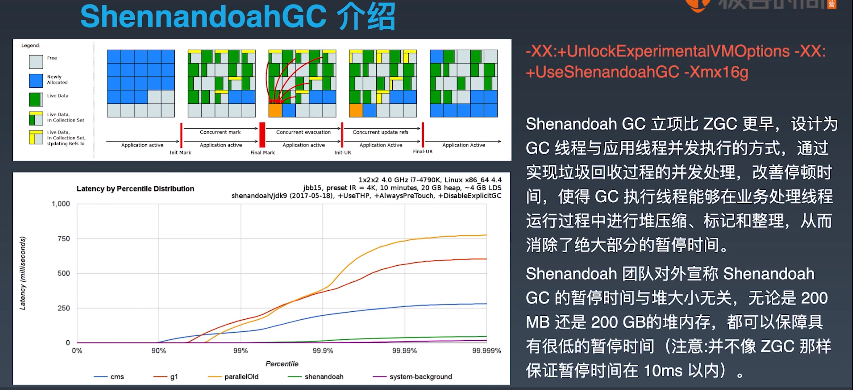 ShennandoahGC 介绍
Legend:
Free
Newly
Allocated
Live Data
Live Data,
in Collection Set
Live Data,
in Collection Set,
Updating Refs To
Concurrent mark
Concurrent evacuation
Concurrent update refs
Application active
Application active
Application Active
Application Active
Application Active
Init Mark
Final Mark
Init-UR
Final-UR
1x2x2 4.0 GHz i7-4790K, Linux x86_64 4.4
Latency by Percentile Distribution
jbb15, preset IR = 4K, 10 minutes, 20 GB heap, ~4 GB LDS
shenandoah/jdk9 (2017-05-18), +UseTHP, +AlwaysPreTouch, +DisableExplicitGC
1,000
750
500
250
0
Latency (milliseconds)
0%
90%
95%
99.9%
99.99%
99.999%
Percentile
cms
g1
parallelOld
shenandoah
system-background
-XX:+UnlockExperimentalVMOptions -XX:
+UseShenandoahGC -Xmx16g
Shenandoah GC 立项比 ZGC 更早，设计为
GC 线程与应用线程并发执行的方式，通过
实现垃圾回收过程的并发处理，改善停顿时
间，使得 GC 执行线程能够在业务处理线程
运行过程中进行堆压缩、标记和整理，从而
消除了绝大部分的暂停时间。
Shenandoah 团队对外宣称 Shenandoah
GC 的暂停时间与堆大小无关，无论是 200
MB 还是 200 GB的堆内存，都可以保障具
有很低的暂停时间（注意:并不像 ZGC 那样
保证暂停时间在 10ms 以内）。